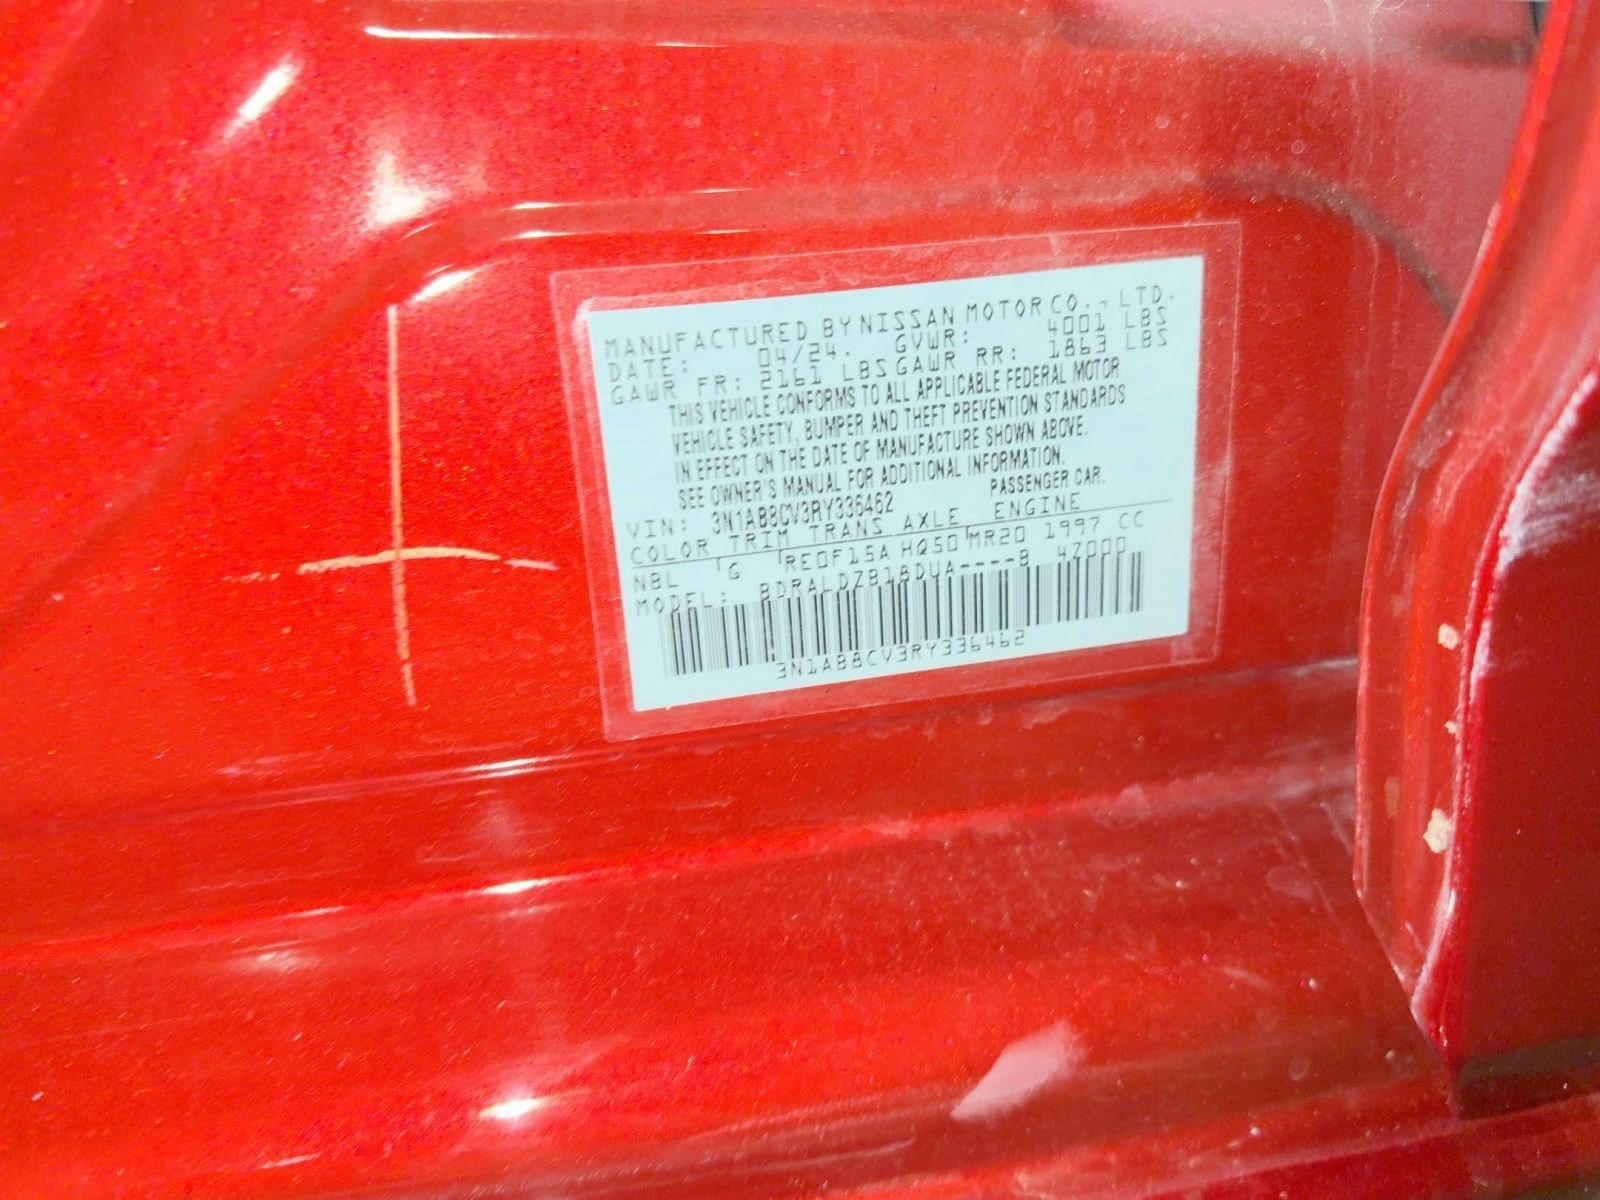 MANUFACTURED BY NISSAN MOTOR CO., LTD.
DATE: 04/24. GVWR: 4001 LBS
GAWR FR: 2161 LBS GAWR RR: 1863 LBS
THIS VEHICLE CONFORMS TO ALL APPLICABLE FEDERAL MOTOR
VEHICLE SAFETY, BUMPER AND THEFT PREVENTION STANDARDS
IN EFFECT ON THE DATE OF MANUFACTURE SHOWN ABOVE.
SEE OWNER'S MANUAL FOR ADDITIONAL INFORMATION.
VIN: 3N1AB8CV3RY336462 PASSENGER CAR.
COLOR TRIM TRANS AXLE ENGINE
NBL G RE0F15A HQ50 MR20 1997 CC
MODEL: BDRALDZB18DUA----B 4Z000
3N1AB8CV3RY336462